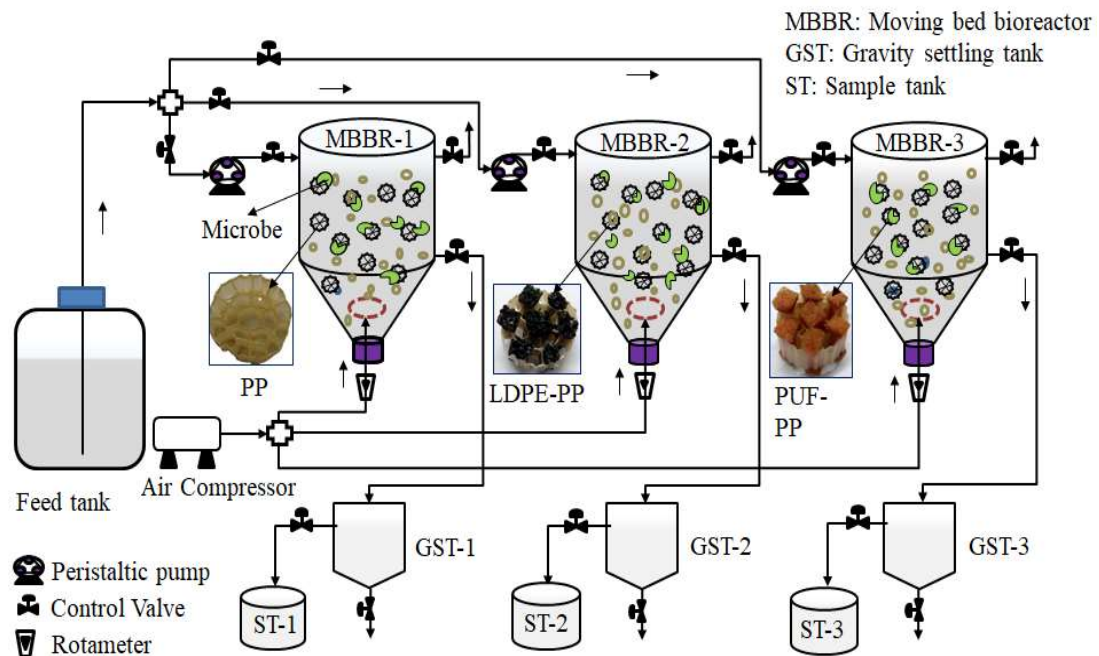 MBBR: Moving bed bioreactor
GST: Gravity settling tank
ST: Sample tank
MBBR-1
MBBR-2
MBBR-3
Microbe
PP
LDPE-PP
PUF-
PP
Feed tank
Air Compressor
GST-1
GST-2
GST-3
ST-1
ST-2
ST-3
Peristaltic pump
Control Valve
Rotameter